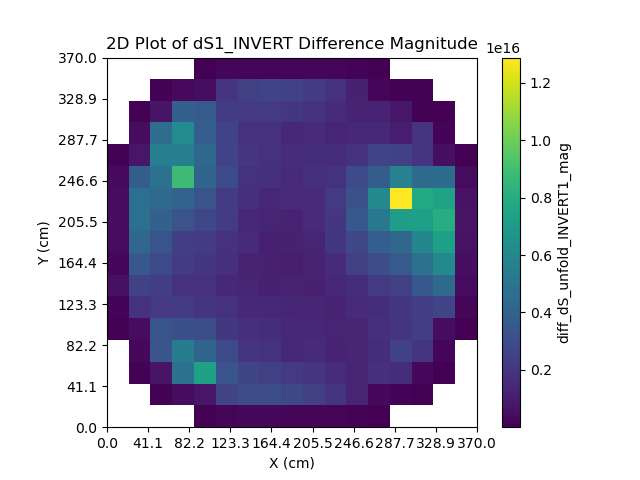 2D Plot of dS1_INVERT Difference Magnitude
1e16
370.0
328.9
287.7
246.6
205.5
164.4
123.3
82.2
41.1
0.0
Y (cm)
0.0 41.1 82.2 123.3 164.4 205.5 246.6 287.7 328.9 370.0
X (cm)
1.2
1.0
0.8
0.6
0.4
0.2
diff_dS_unfold_INVERT1_mag